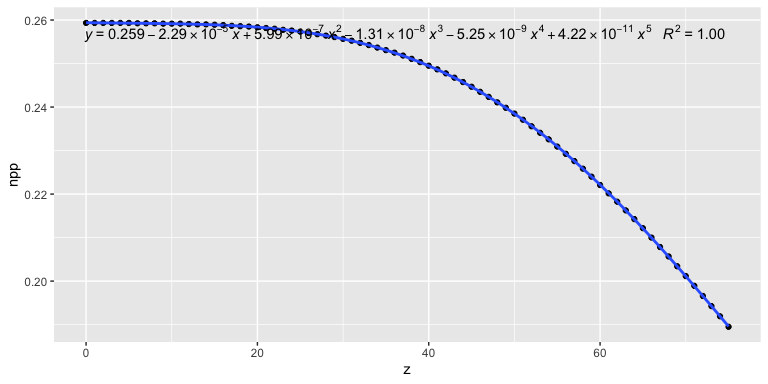 0.26
y = 0.259 − 2.29 × 10⁻⁵ x + 5.99 × 10⁻⁷ x² − 1.31 × 10⁻⁸ x³ − 5.25 × 10⁻⁹ x⁴ + 4.22 × 10⁻¹¹ x⁵ R² = 1.00
0.24
npp
0.22
0.20
0 20 40 60
z